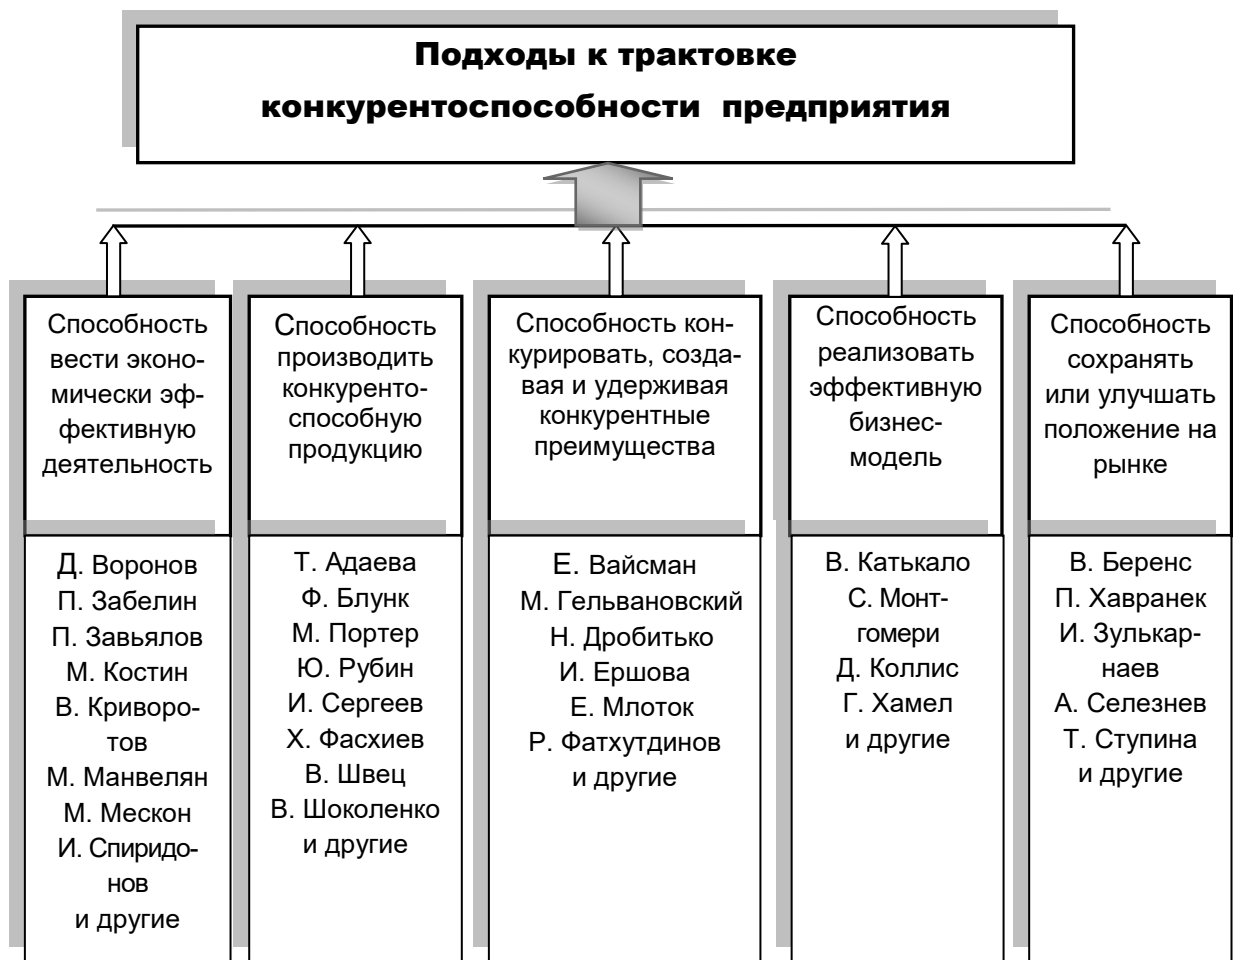 Подходы к трактовке
конкурентоспособности предприятия
Способность
вести эконо-
мически эф-
фективную
деятельность
Д. Воронов
П. Забелин
П. Завьялов
М. Костин
В. Криворо-
тов
М. Манвелян
М. Мескон
И. Спиридо-
нов
и другие
Способность
производить
конкуренто-
способную
продукцию
Т. Адаева
Ф. Блунк
М. Портер
Ю. Рубин
И. Сергеев
Х. Фасхиев
В. Швец
В. Шоколенко
и другие
Способность кон-
курировать, созда-
вая и удерживая
конкурентные
преимущества
Е. Вайсман
М. Гельвановский
Н. Дробитько
И. Ершова
Е. Млоток
Р. Фатхутдинов
и другие
Способность
реализовать
эффективную
бизнес-
модель
В. Катькало
С. Монт-
гомери
Д. Коллис
Г. Хамел
и другие
Способность
сохранять
или улучшать
положение на
рынке
В. Беренс
П. Хавранек
И. Зулькар-
наев
А. Селезнев
Т. Ступина
и другие